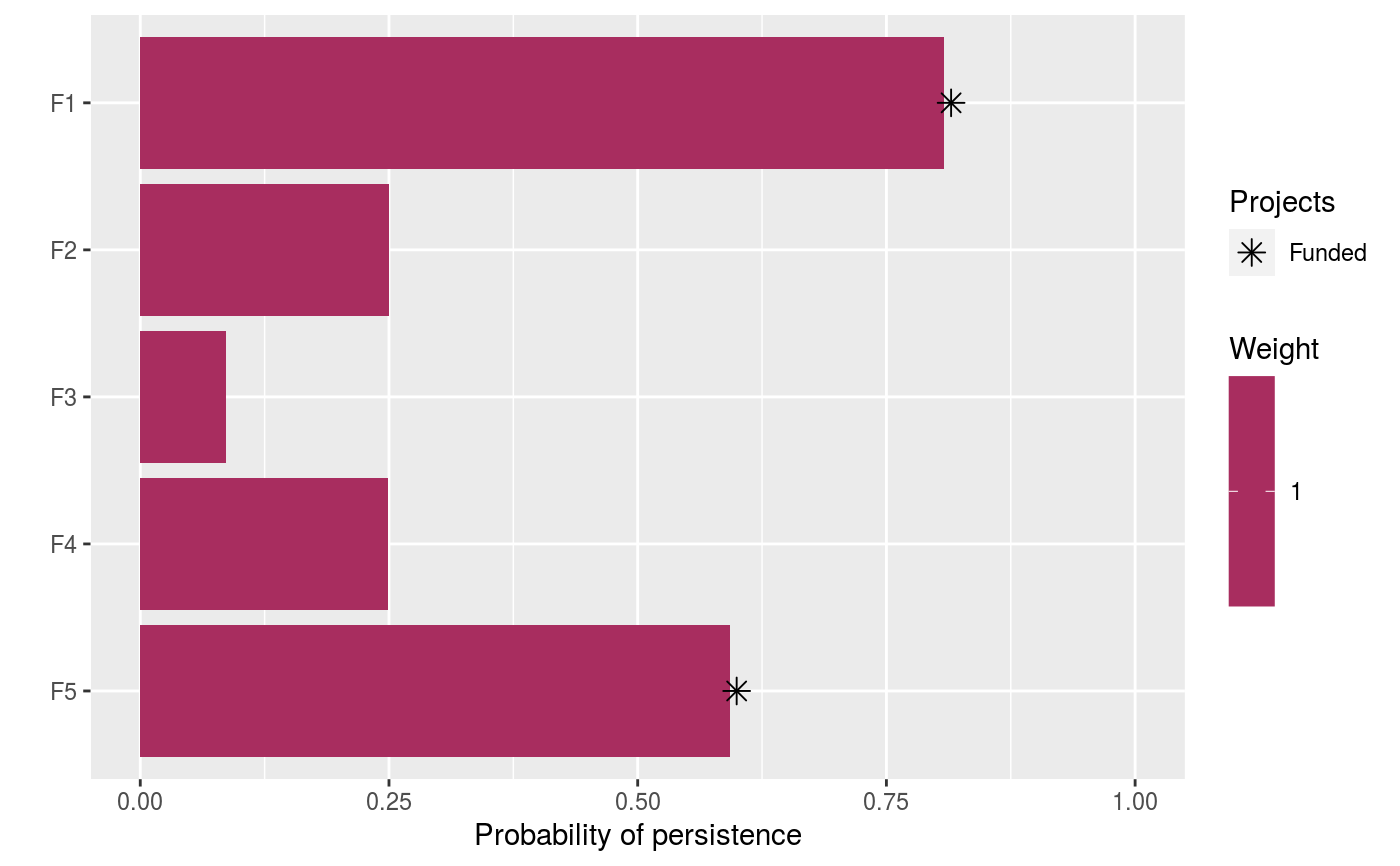 F1
F2
F3
F4
F5
0.00
0.25
0.50
0.75
1.00
Probability of persistence
Projects
Funded
Weight
1